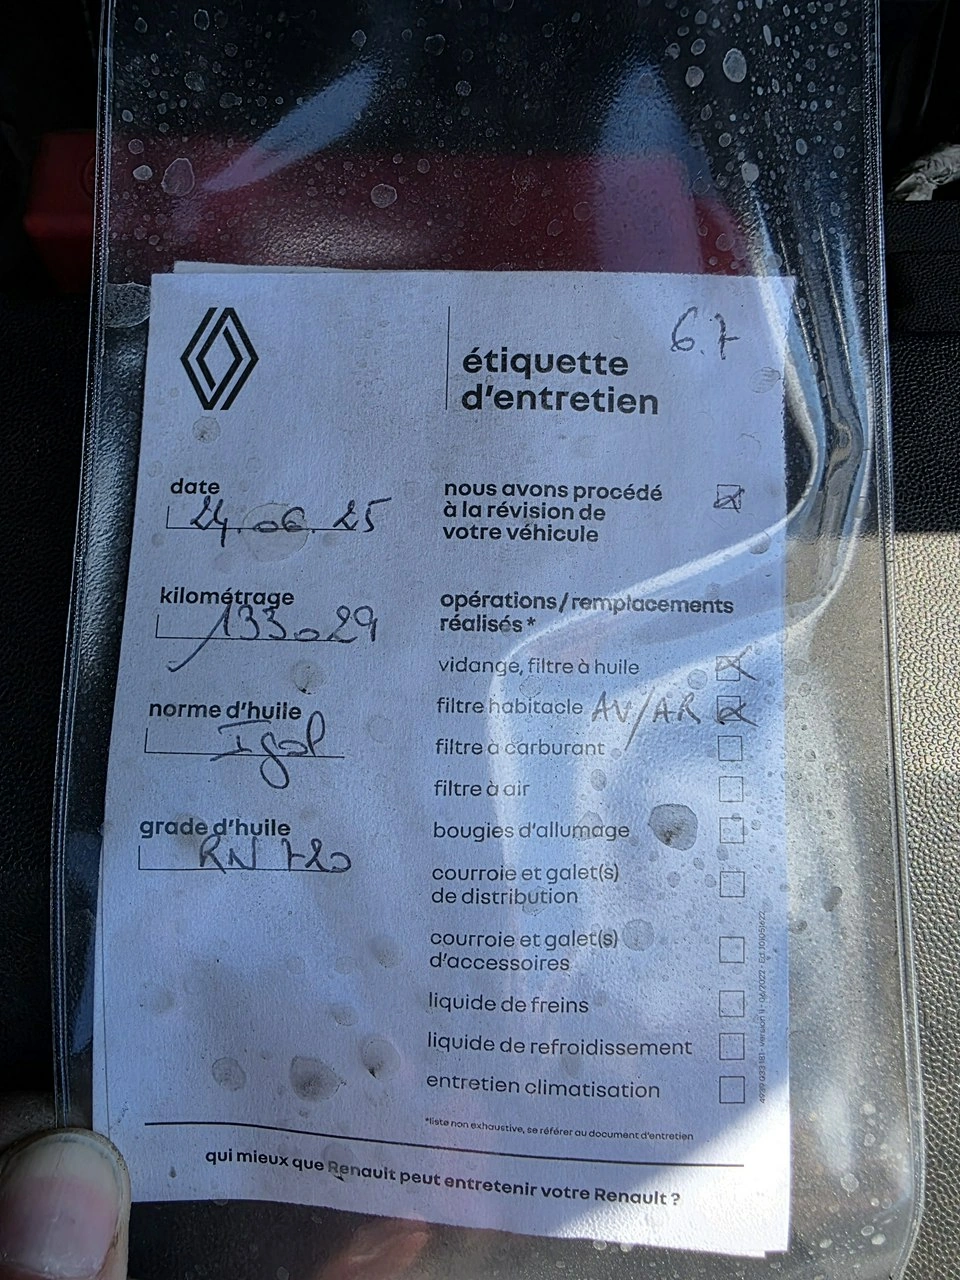 6.7
étiquette
d'entretien
date
24.06.25
kilométrage
133029
norme d'huile
Igol
grade d'huile
RN 720
nous avons procédé
à la révision de
votre véhicule
opérations/remplacements
réalisés*
vidange, filtre à huile
filtre habitacle AV/AR
filtre à carburant
filtre à air
bougies d'allumage
courroie et galet(s)
de distribution
courroie et galet(s)
d'accessoires
liquide de freins
liquide de refroidissement
entretien climatisation
*liste non exhaustive, se référer au document d'entretien
qui mieux que Renault peut entretenir votre Renault ?